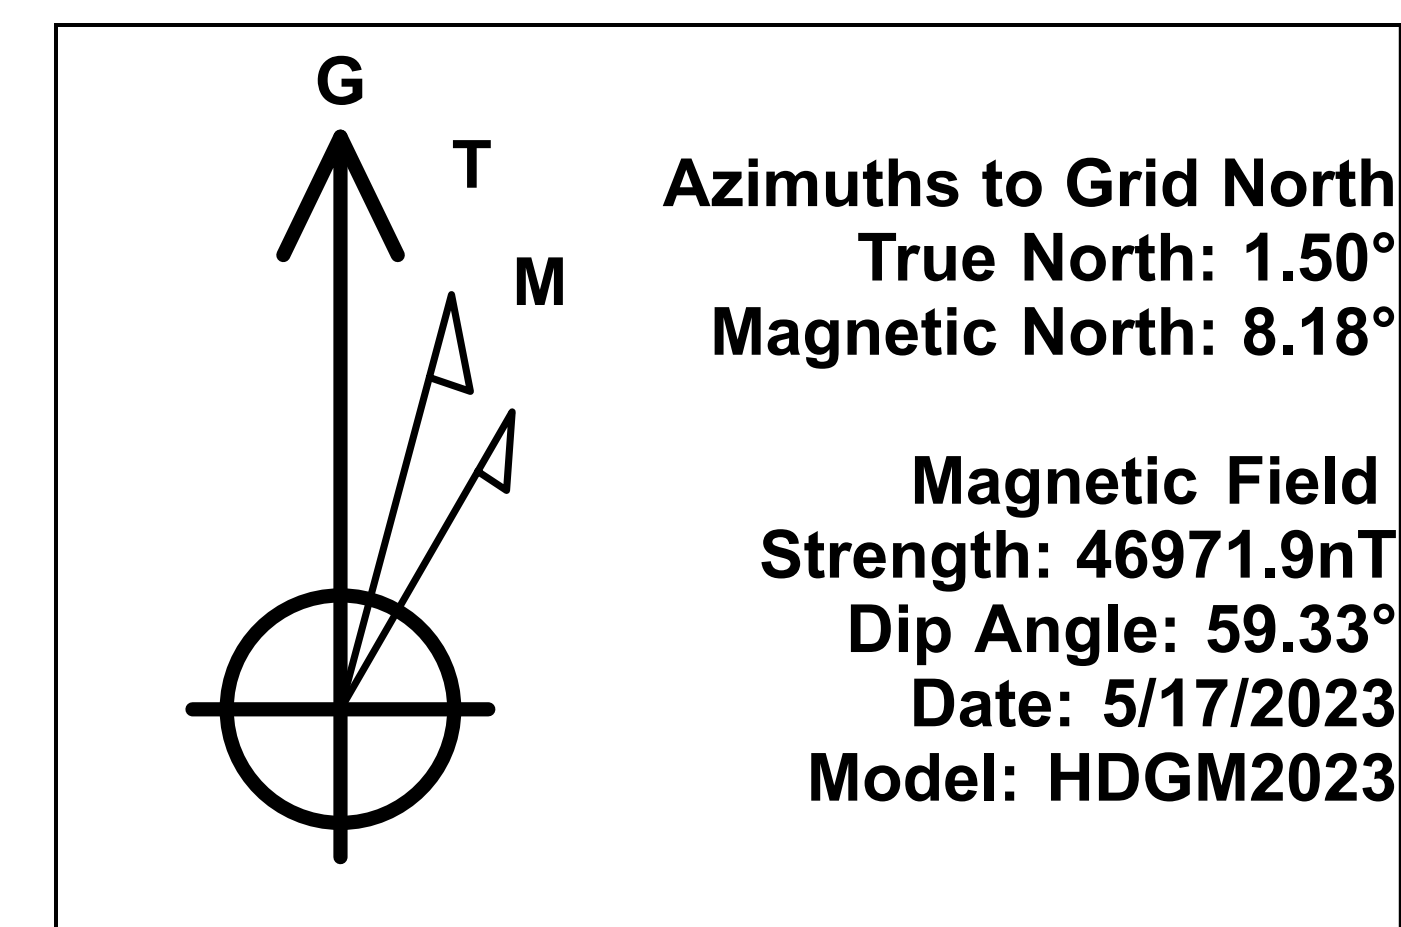 G
T
M
Azimuths to Grid North
True North: 1.50°
Magnetic North: 8.18°
Magnetic Field
Strength: 46971.9nT
Dip Angle: 59.33°
Date: 5/17/2023
Model: HDGM2023